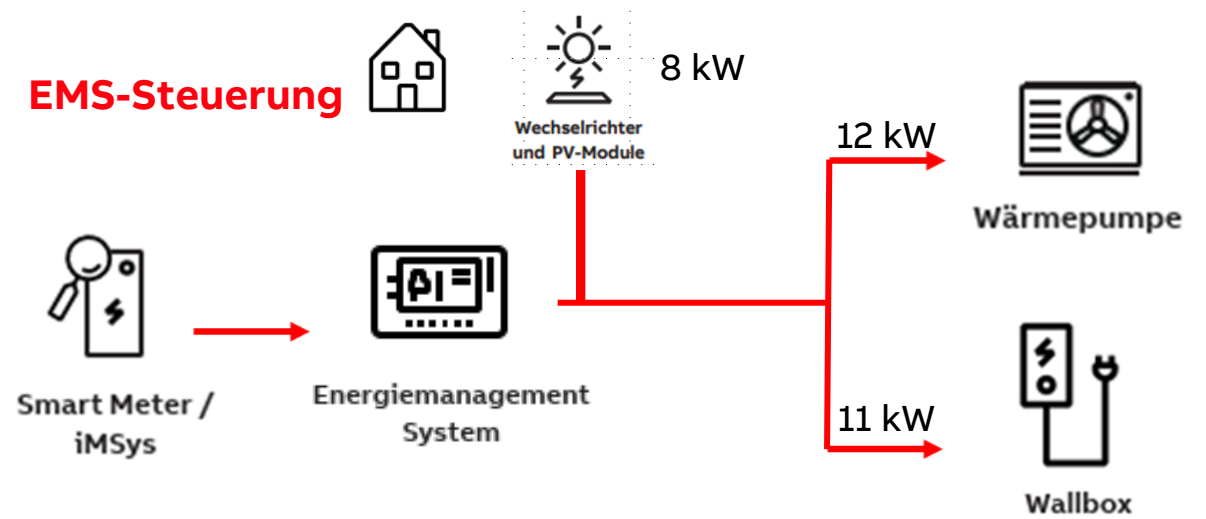 EMS-Steuerung
8 kW
Wechselrichter
und PV-Module
12 kW
Wärmepumpe
Smart Meter /
iMSys
Energiemanagement
System
11 kW
Wallbox